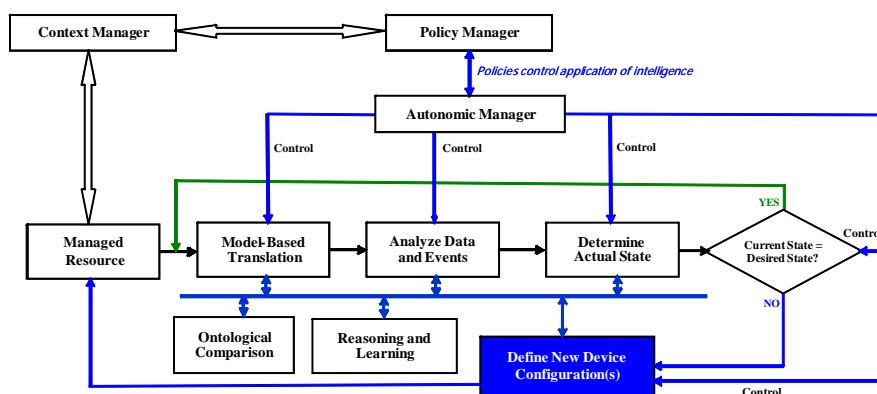 Context Manager
Policy Manager
Policies control application of intelligence
Autonomic Manager
Control
Control
Control
YES
Managed
Resource
Model-Based
Translation
Analyze Data
and Events
Determine
Actual State
Current State =
Desired State?
Control
NO
Ontological
Comparison
Reasoning and
Learning
Define New Device
Configuration(s)
Control